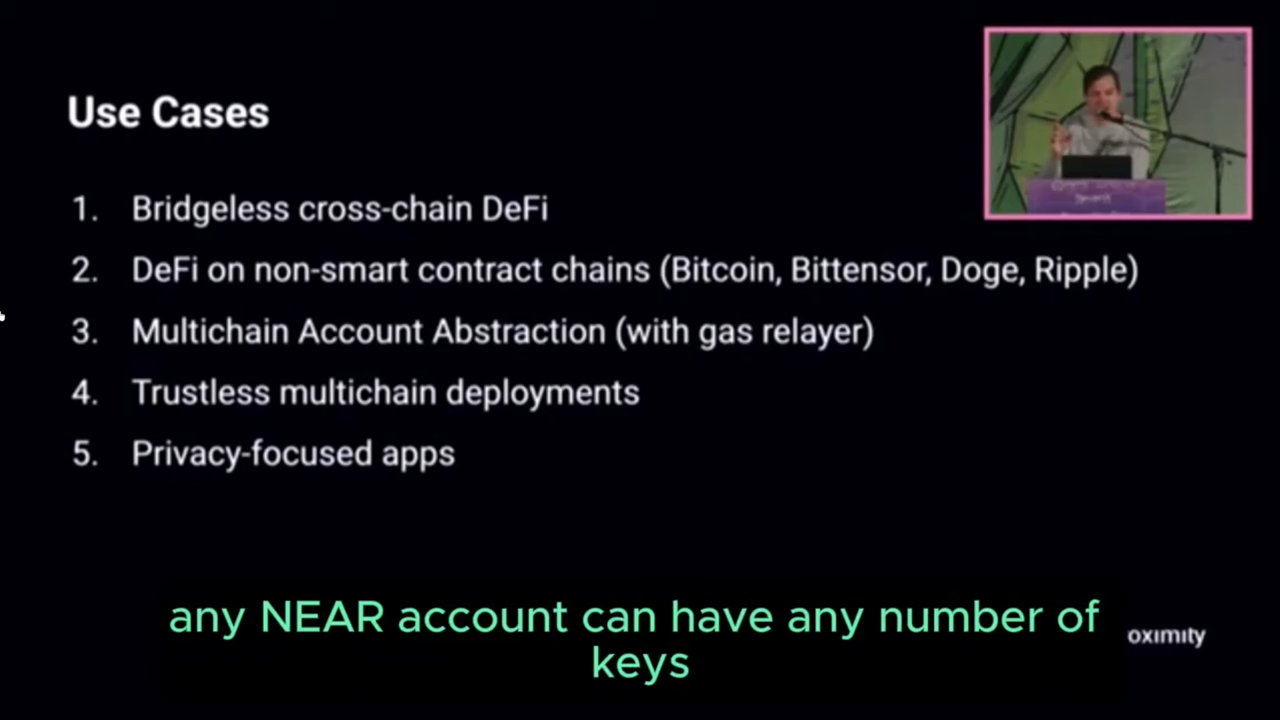 Use Cases
1. Bridgeless cross-chain DeFi
2. DeFi on non-smart contract chains (Bitcoin, Bittensor, Doge, Ripple)
3. Multichain Account Abstraction (with gas relayer)
4. Trustless multichain deployments
5. Privacy-focused apps
any NEAR account can have any number of
keys
oximity